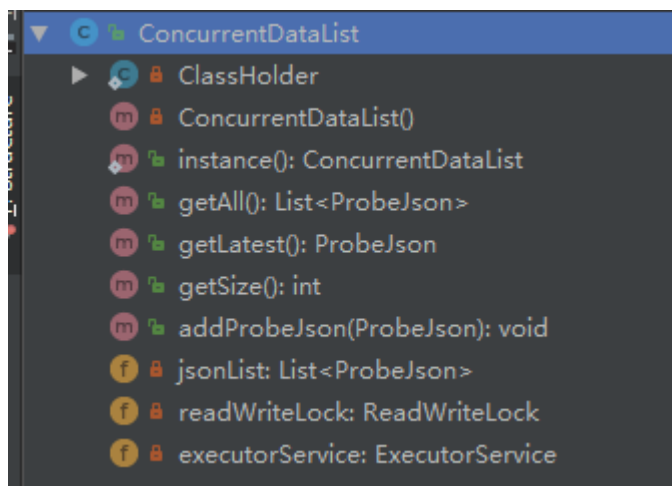 ConcurrentDataList
ClassHolder
ConcurrentDataList()
instance(): ConcurrentDataList
getAll(): List<ProbeJson>
getLatest(): ProbeJson
getSize(): int
addProbeJson(ProbeJson): void
jsonList: List<ProbeJson>
readWriteLock: ReadWriteLock
executorService: ExecutorService